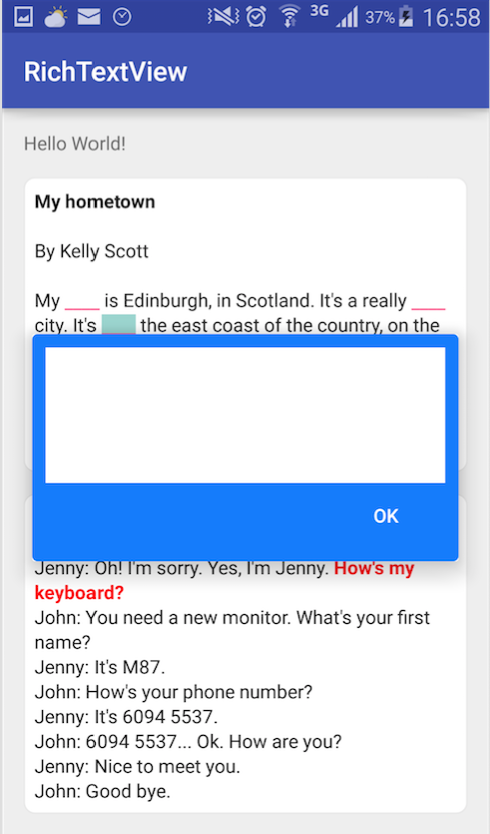 3G 37% 16:58
RichTextView
Hello World!
My hometown
By Kelly Scott
My ____ is Edinburgh, in Scotland. It's a really ____
city. It's ____ the east coast of the country, on the
OK
Jenny: Oh! I'm sorry. Yes, I'm Jenny. How's my
keyboard?
John: You need a new monitor. What's your first
name?
Jenny: It's M87.
John: How's your phone number?
Jenny: It's 6094 5537.
John: 6094 5537... Ok. How are you?
Jenny: Nice to meet you.
John: Good bye.